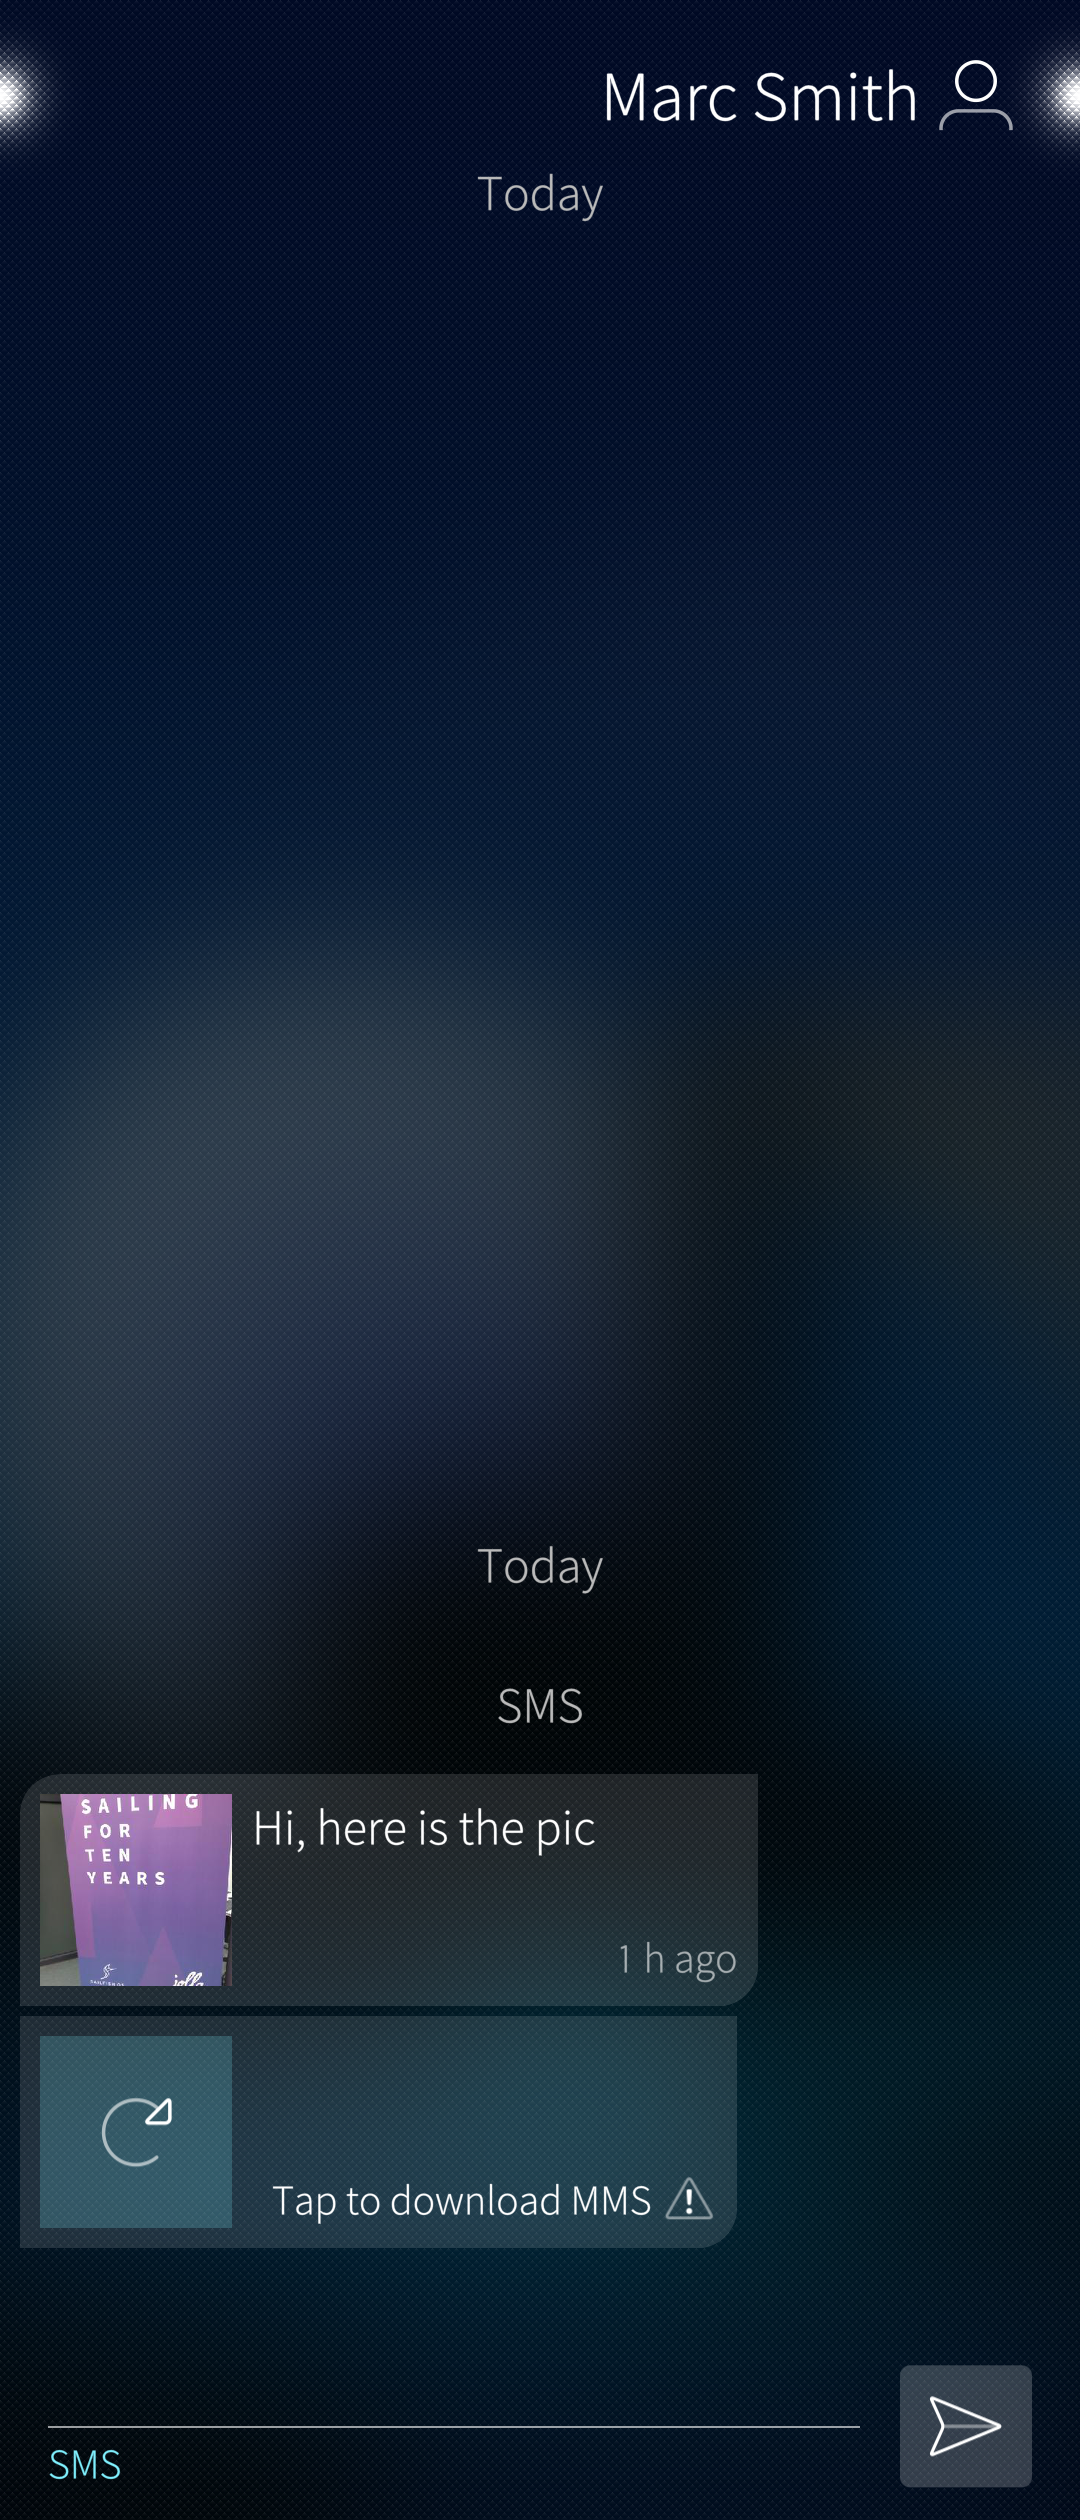 Marc Smith
Today
Today
SMS
SAILING
FOR
TEN
YEARS
jolla
Hi, here is the pic
1 h ago
Tap to download MMS
SMS